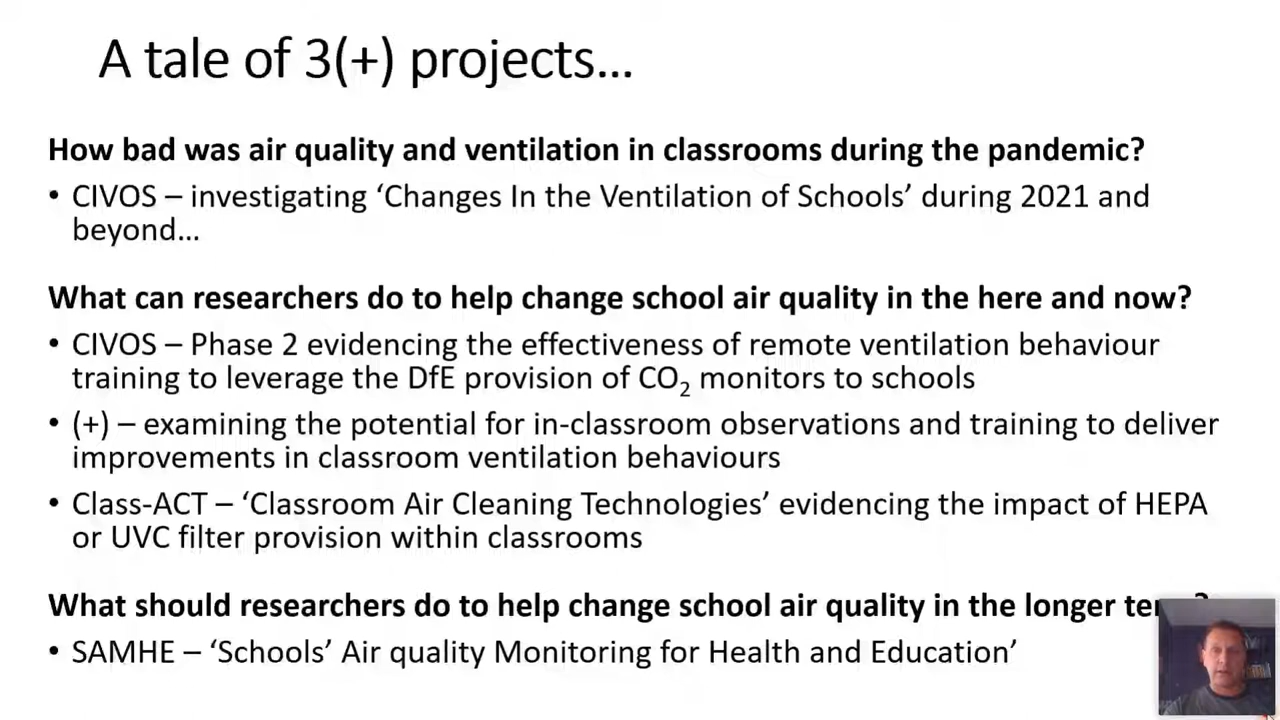 A tale of 3(+) projects…
How bad was air quality and ventilation in classrooms during the pandemic?
• CIVOS – investigating ‘Changes In the Ventilation of Schools’ during 2021 and
beyond…
What can researchers do to help change school air quality in the here and now?
• CIVOS – Phase 2 evidencing the effectiveness of remote ventilation behaviour
training to leverage the DfE provision of CO₂ monitors to schools
• (+) – examining the potential for in-classroom observations and training to deliver
improvements in classroom ventilation behaviours
• Class-ACT – ‘Classroom Air Cleaning Technologies’ evidencing the impact of HEPA
or UVC filter provision within classrooms
What should researchers do to help change school air quality in the longer
• SAMHE – ‘Schools’ Air quality Monitoring for Health and Education’